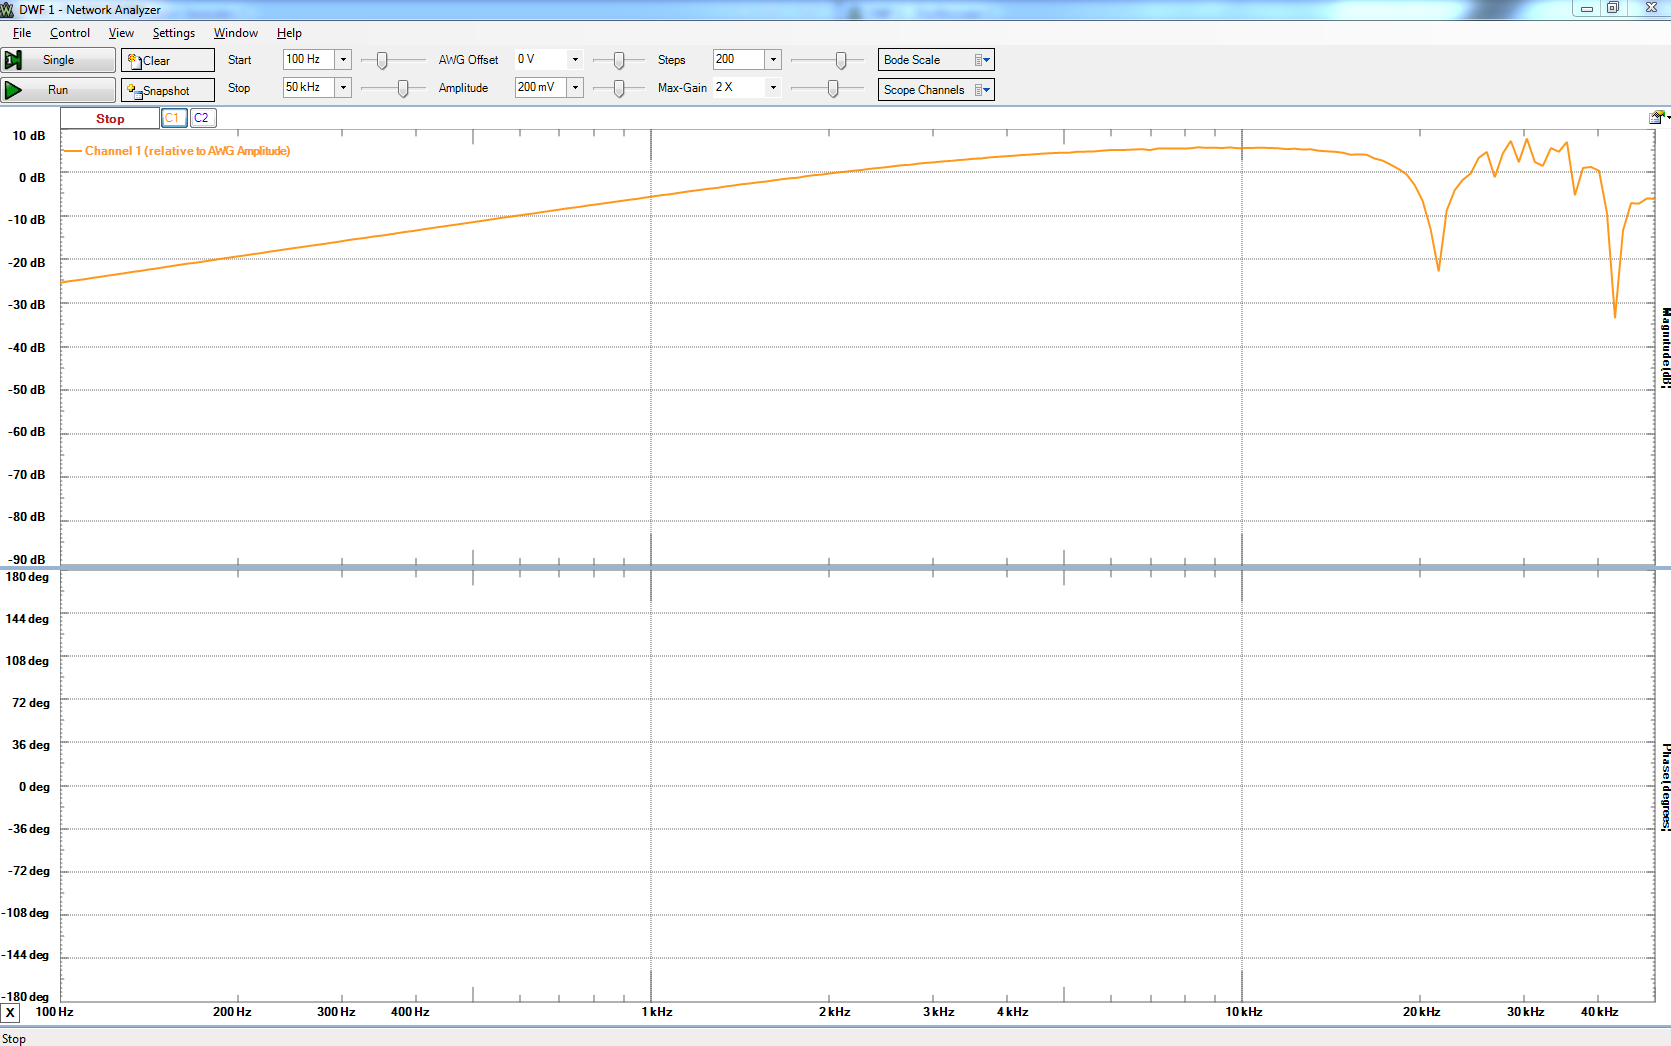 DWF 1 - Network Analyzer
File Control View Settings Window Help
Single Clear Start 100 Hz AWG Offset 0 V Steps 200 Bode Scale
Run Snapshot Stop 50 kHz Amplitude 200 mV Max-Gain 2 X Scope Channels
Stop C1 C2
Channel 1 (relative to AWG Amplitude)
10 dB
0 dB
-10 dB
-20 dB
-30 dB
-40 dB
-50 dB
-60 dB
-70 dB
-80 dB
-90 dB
Magnitude[dB]
180 deg
144 deg
108 deg
72 deg
36 deg
0 deg
-36 deg
-72 deg
-108 deg
-144 deg
-180 deg
Phase[degrees]
X 100 Hz 200 Hz 300 Hz 400 Hz 1 kHz 2 kHz 3 kHz 4 kHz 10 kHz 20 kHz 30 kHz 40 kHz
Stop